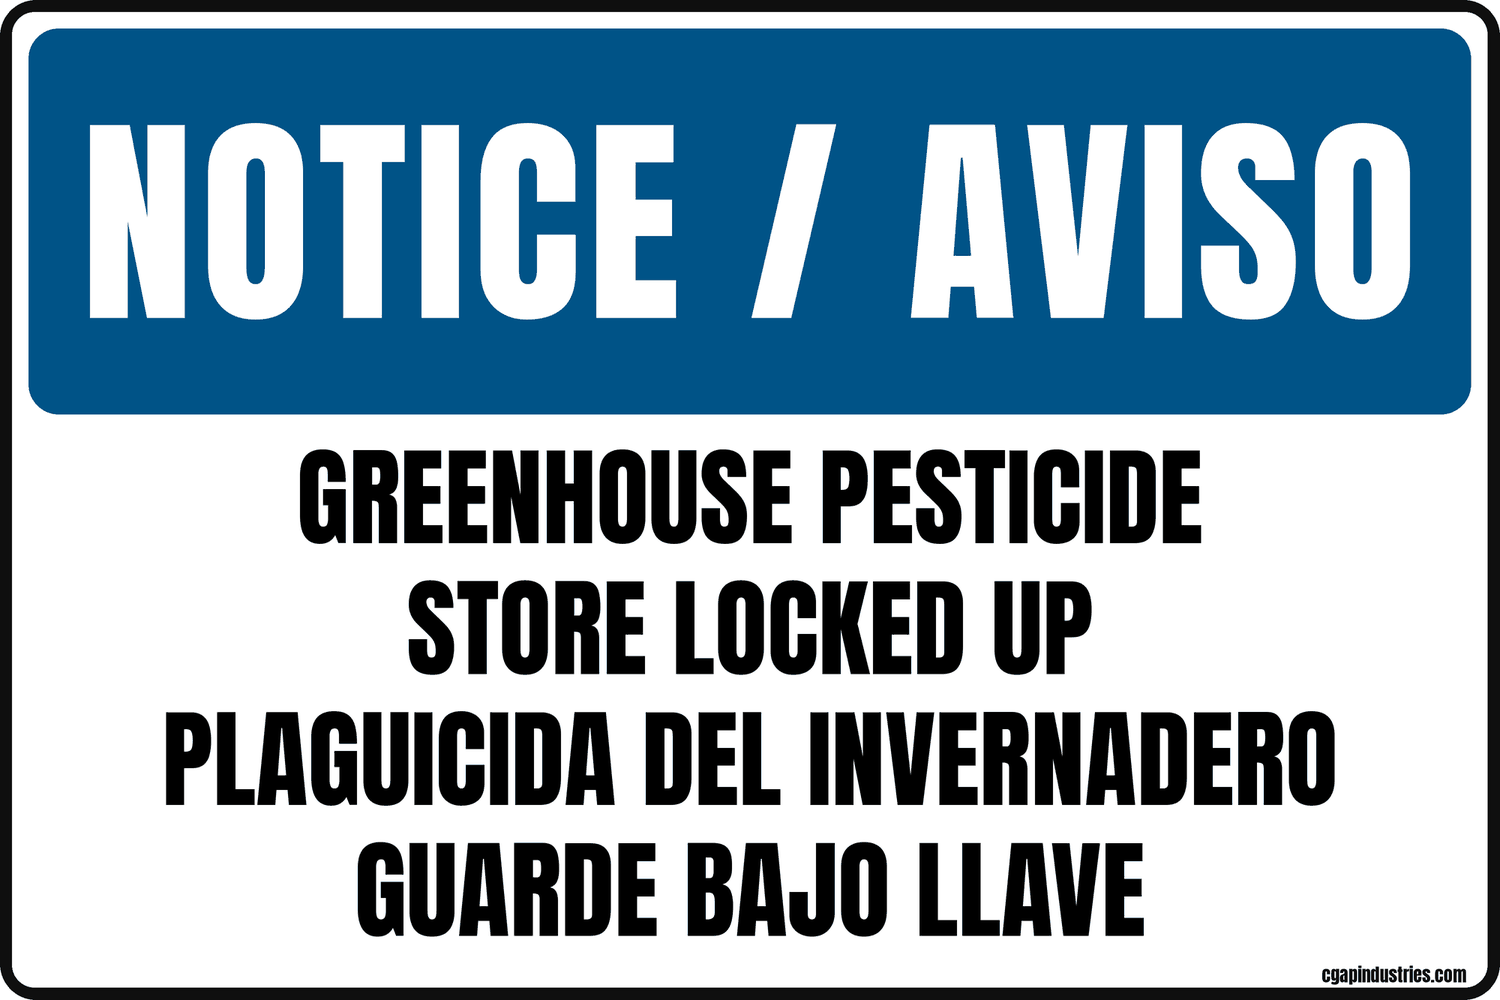 NOTICE / AVISO
GREENHOUSE PESTICIDE
STORE LOCKED UP
PLAGUICIDA DEL INVERNADERO
GUARDE BAJO LLAVE
cgapindustries.com